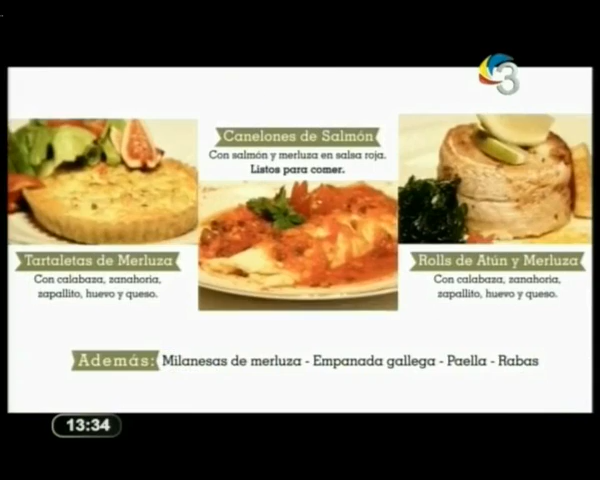 3
Canelones de Salmón
Con salmón y merluza en salsa roja.
Listos para comer.
Tartaletas de Merluza
Con calabaza, zanahoria,
zapallito, huevo y queso.
Rolls de Atún y Merluza
Con calabaza, zanahoria,
zapallito, huevo y queso.
Además: Milanesas de merluza - Empanada gallega - Paella - Rabas
13:34